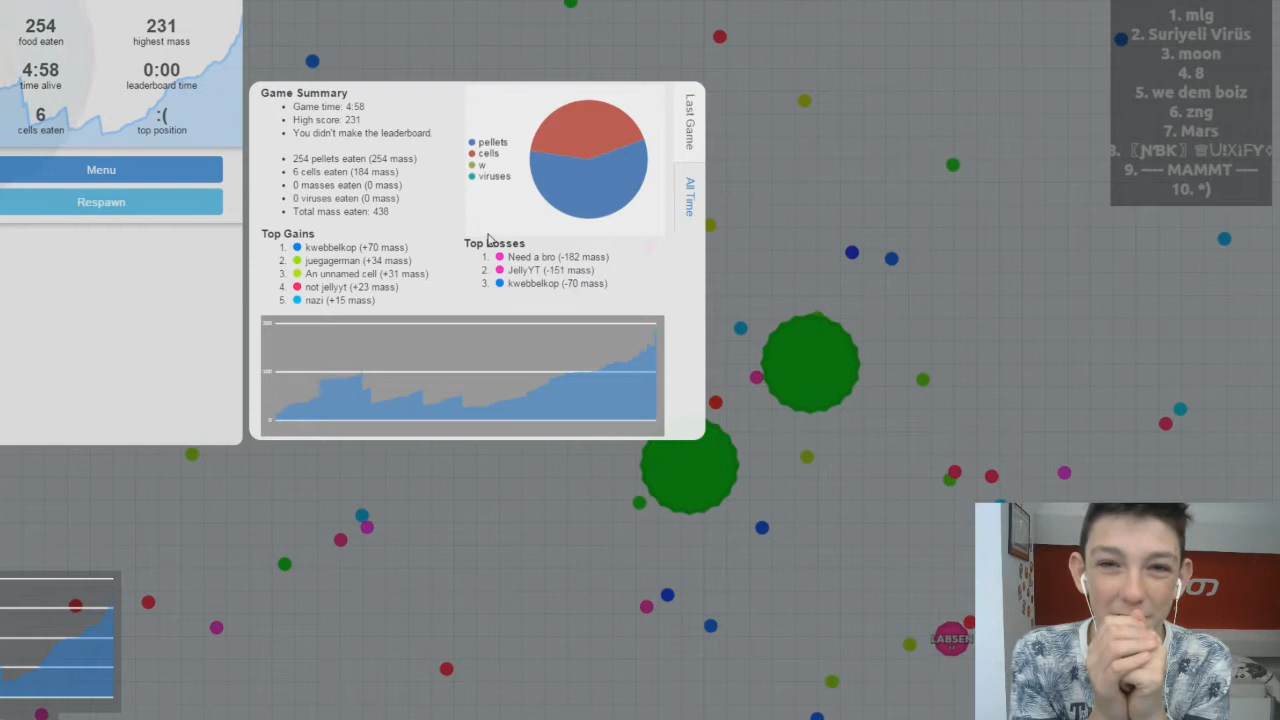 254
food eaten
231
highest mass
4:58
time alive
0:00
leaderboard time
6
cells eaten
:(
top position
Menu
Respawn
Game Summary
Game time: 4:58
High score: 231
You didn't make the leaderboard.
254 pellets eaten (254 mass)
6 cells eaten (184 mass)
0 masses eaten (0 mass)
0 viruses eaten (0 mass)
Total mass eaten: 438
pellets
cells
w
viruses
Last Game
All Time
Top Gains
1. kwebbelkop (+70 mass)
2. juegagerman (+34 mass)
3. An unnamed cell (+31 mass)
4. not jellyyt (+23 mass)
5. nazi (+15 mass)
Top Losses
1. Need a bro (-182 mass)
2. JellyYT (-151 mass)
3. kwebbelkop (-70 mass)
200
100
0
1. mlg
2. Suriyeli Virüs
3. moon
4. 8
5. we dem boiz
6. zng
7. Mars
9. ── MAMMT ──
10. *)
LABSEN